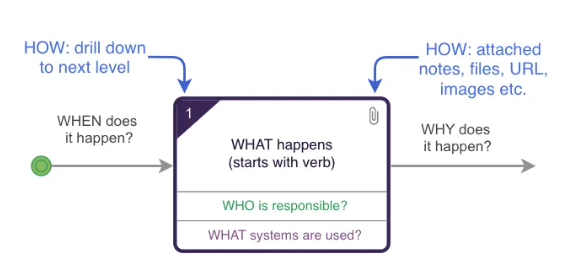 HOW: drill down
to next level
HOW: attached
notes, files, URL,
images etc.
WHEN does
it happen?
1
WHAT happens
(starts with verb)
WHY does
it happen?
WHO is responsible?
WHAT systems are used?